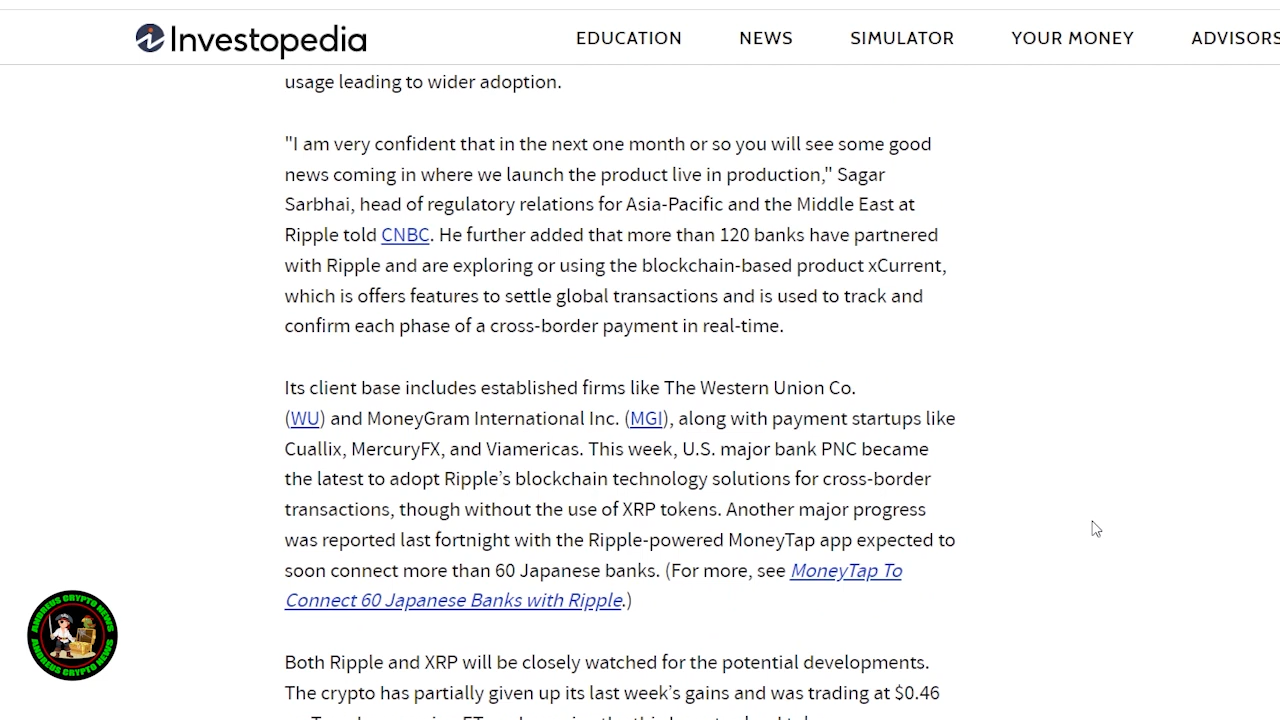 Investopedia
EDUCATION NEWS SIMULATOR YOUR MONEY ADVISORS
usage leading to wider adoption.
"I am very confident that in the next one month or so you will see some good
news coming in where we launch the product live in production," Sagar
Sarbhai, head of regulatory relations for Asia-Pacific and the Middle East at
Ripple told CNBC. He further added that more than 120 banks have partnered
with Ripple and are exploring or using the blockchain-based product xCurrent,
which is offers features to settle global transactions and is used to track and
confirm each phase of a cross-border payment in real-time.
Its client base includes established firms like The Western Union Co.
(WU) and MoneyGram International Inc. (MGI), along with payment startups like
Cuallix, MercuryFX, and Viamericas. This week, U.S. major bank PNC became
the latest to adopt Ripple’s blockchain technology solutions for cross-border
transactions, though without the use of XRP tokens. Another major progress
was reported last fortnight with the Ripple-powered MoneyTap app expected to
soon connect more than 60 Japanese banks. (For more, see MoneyTap To
Connect 60 Japanese Banks with Ripple.)
ANDREUS CRYPTO NEWS
ANDREUS CRYPTO NEWS
Both Ripple and XRP will be closely watched for the potential developments.
The crypto has partially given up its last week’s gains and was trading at $0.46